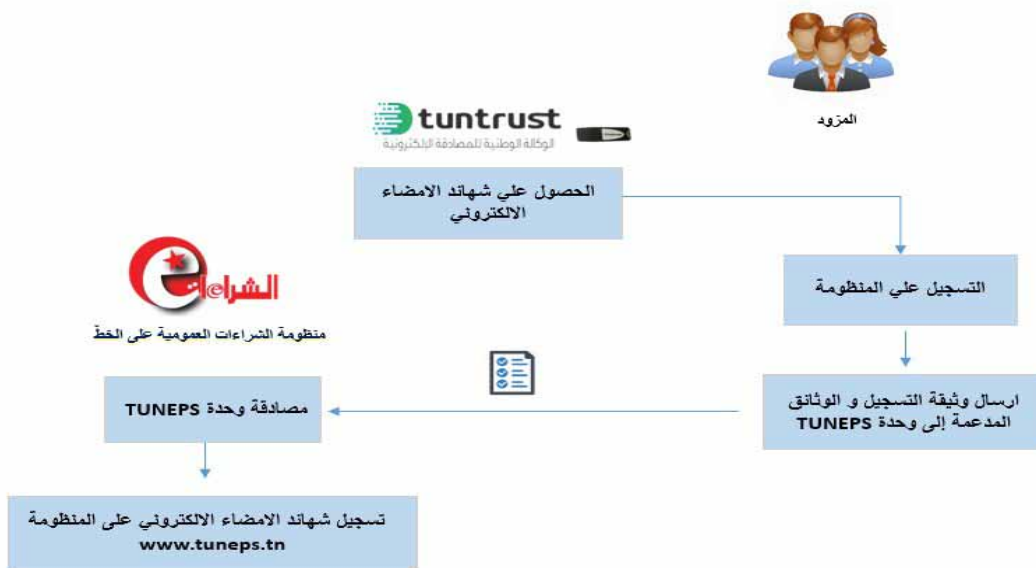 المزود
tuntrust
الوكالة الوطنية للمصادقة الإلكترونية
الحصول علي شهائد الامضاء
الالكتروني
التسجيل علي المنظومة
ارسال وثيقة التسجيل و الوثائق
المدعمة إلى وحدة TUNEPS
الشراءات
منظومة الشراءات العمومية على الخطّ
مصادقة وحدة TUNEPS
تسجيل شهائد الامضاء الالكتروني على المنظومة
www.tuneps.tn